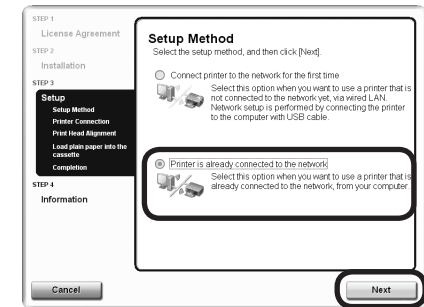 STEP 1
License Agreement
STEP 2
Installation
STEP 3
Setup
Setup Method
Printer Connection
Print Head Alignment
Load plain paper into the
cassette
Completion
STEP 4
Information
Cancel
Setup Method
Select the setup method, and then click [Next].
Connect printer to the network for the first time
Select this option when you want to use a printer that is
not connected to the network yet, via wired LAN.
Network setup is performed by connecting the printer
to the computer with USB cable.
Printer is already connected to the network
Select this option when you want to use a printer that is
already connected to the network, from your computer.
Next